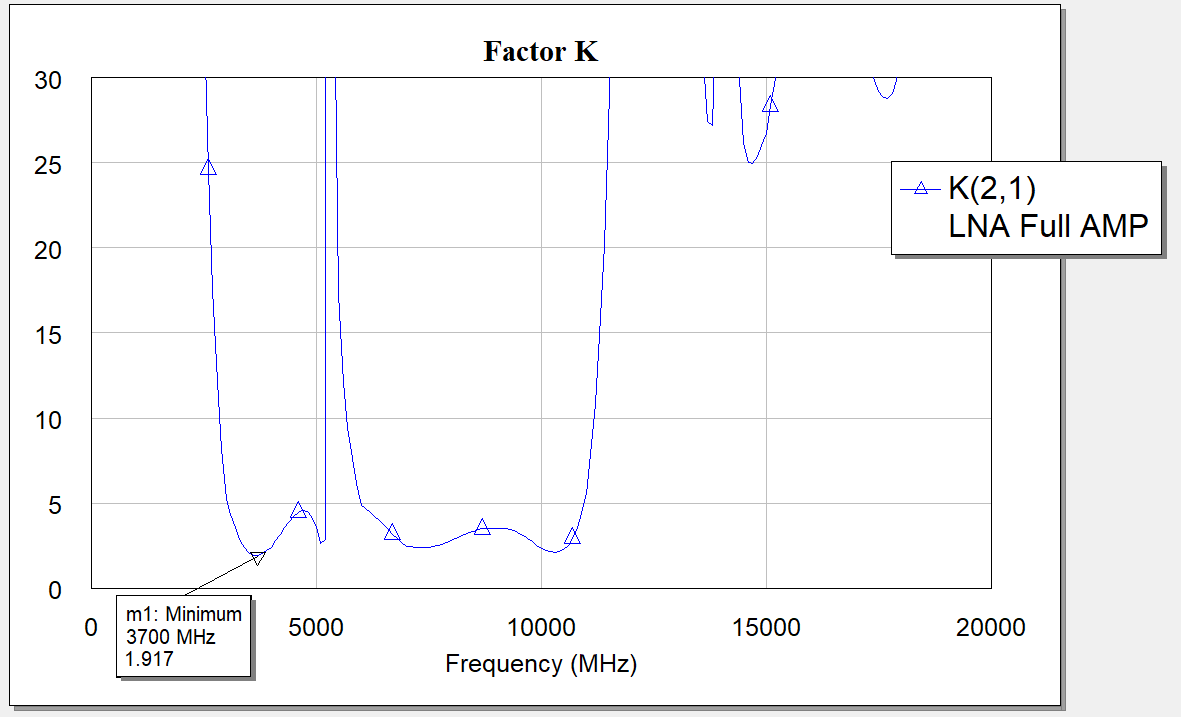 Factor K
30
25
20
15
10
5
0
K(2,1)
LNA Full AMP
m1: Minimum
3700 MHz
1.917
0 5000 10000 15000 20000
Frequency (MHz)